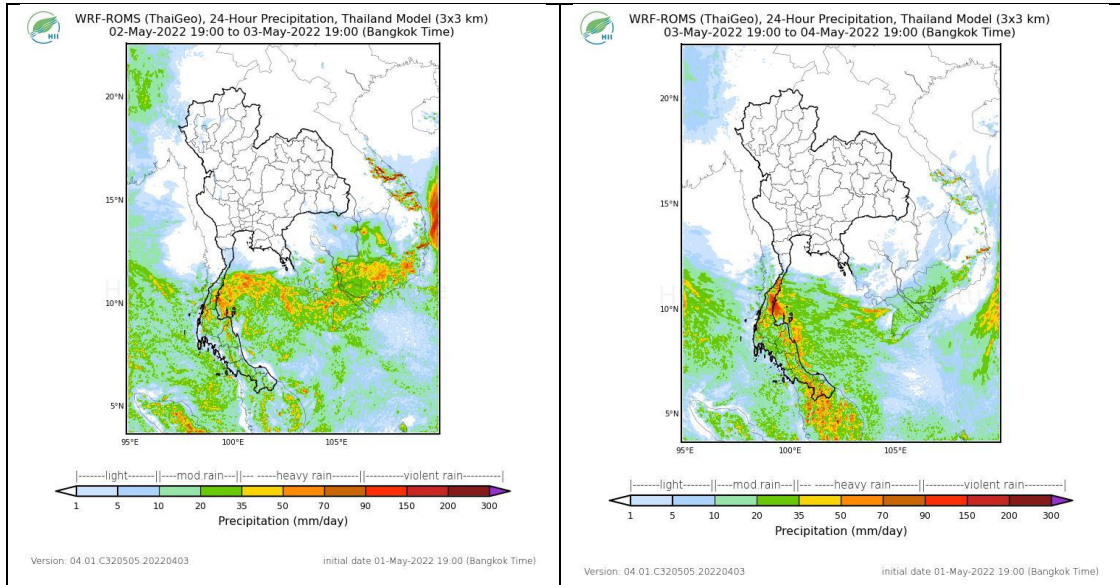 HII
WRF-ROMS (ThaiGeo), 24-Hour Precipitation, Thailand Model (3x3 km)
02-May-2022 19:00 to 03-May-2022 19:00 (Bangkok Time)
20°N
15°N
10°N
5°N
95°E 100°E 105°E
|-------light-------||----mod.rain---||--- -----heavy rain-------||----------violent rain-----------|
1 5 10 20 35 50 70 90 150 200 300
Precipitation (mm/day)
Version: 04.01.C320505.20220403 initial date 01-May-2022 19:00 (Bangkok Time)
HII
WRF-ROMS (ThaiGeo), 24-Hour Precipitation, Thailand Model (3x3 km)
03-May-2022 19:00 to 04-May-2022 19:00 (Bangkok Time)
20°N
15°N
10°N
5°N
95°E 100°E 105°E
|-------light-------||----mod.rain---||--- -----heavy rain-------||----------violent rain-----------|
1 5 10 20 35 50 70 90 150 200 300
Precipitation (mm/day)
Version: 04.01.C320505.20220403 initial date 01-May-2022 19:00 (Bangkok Time)